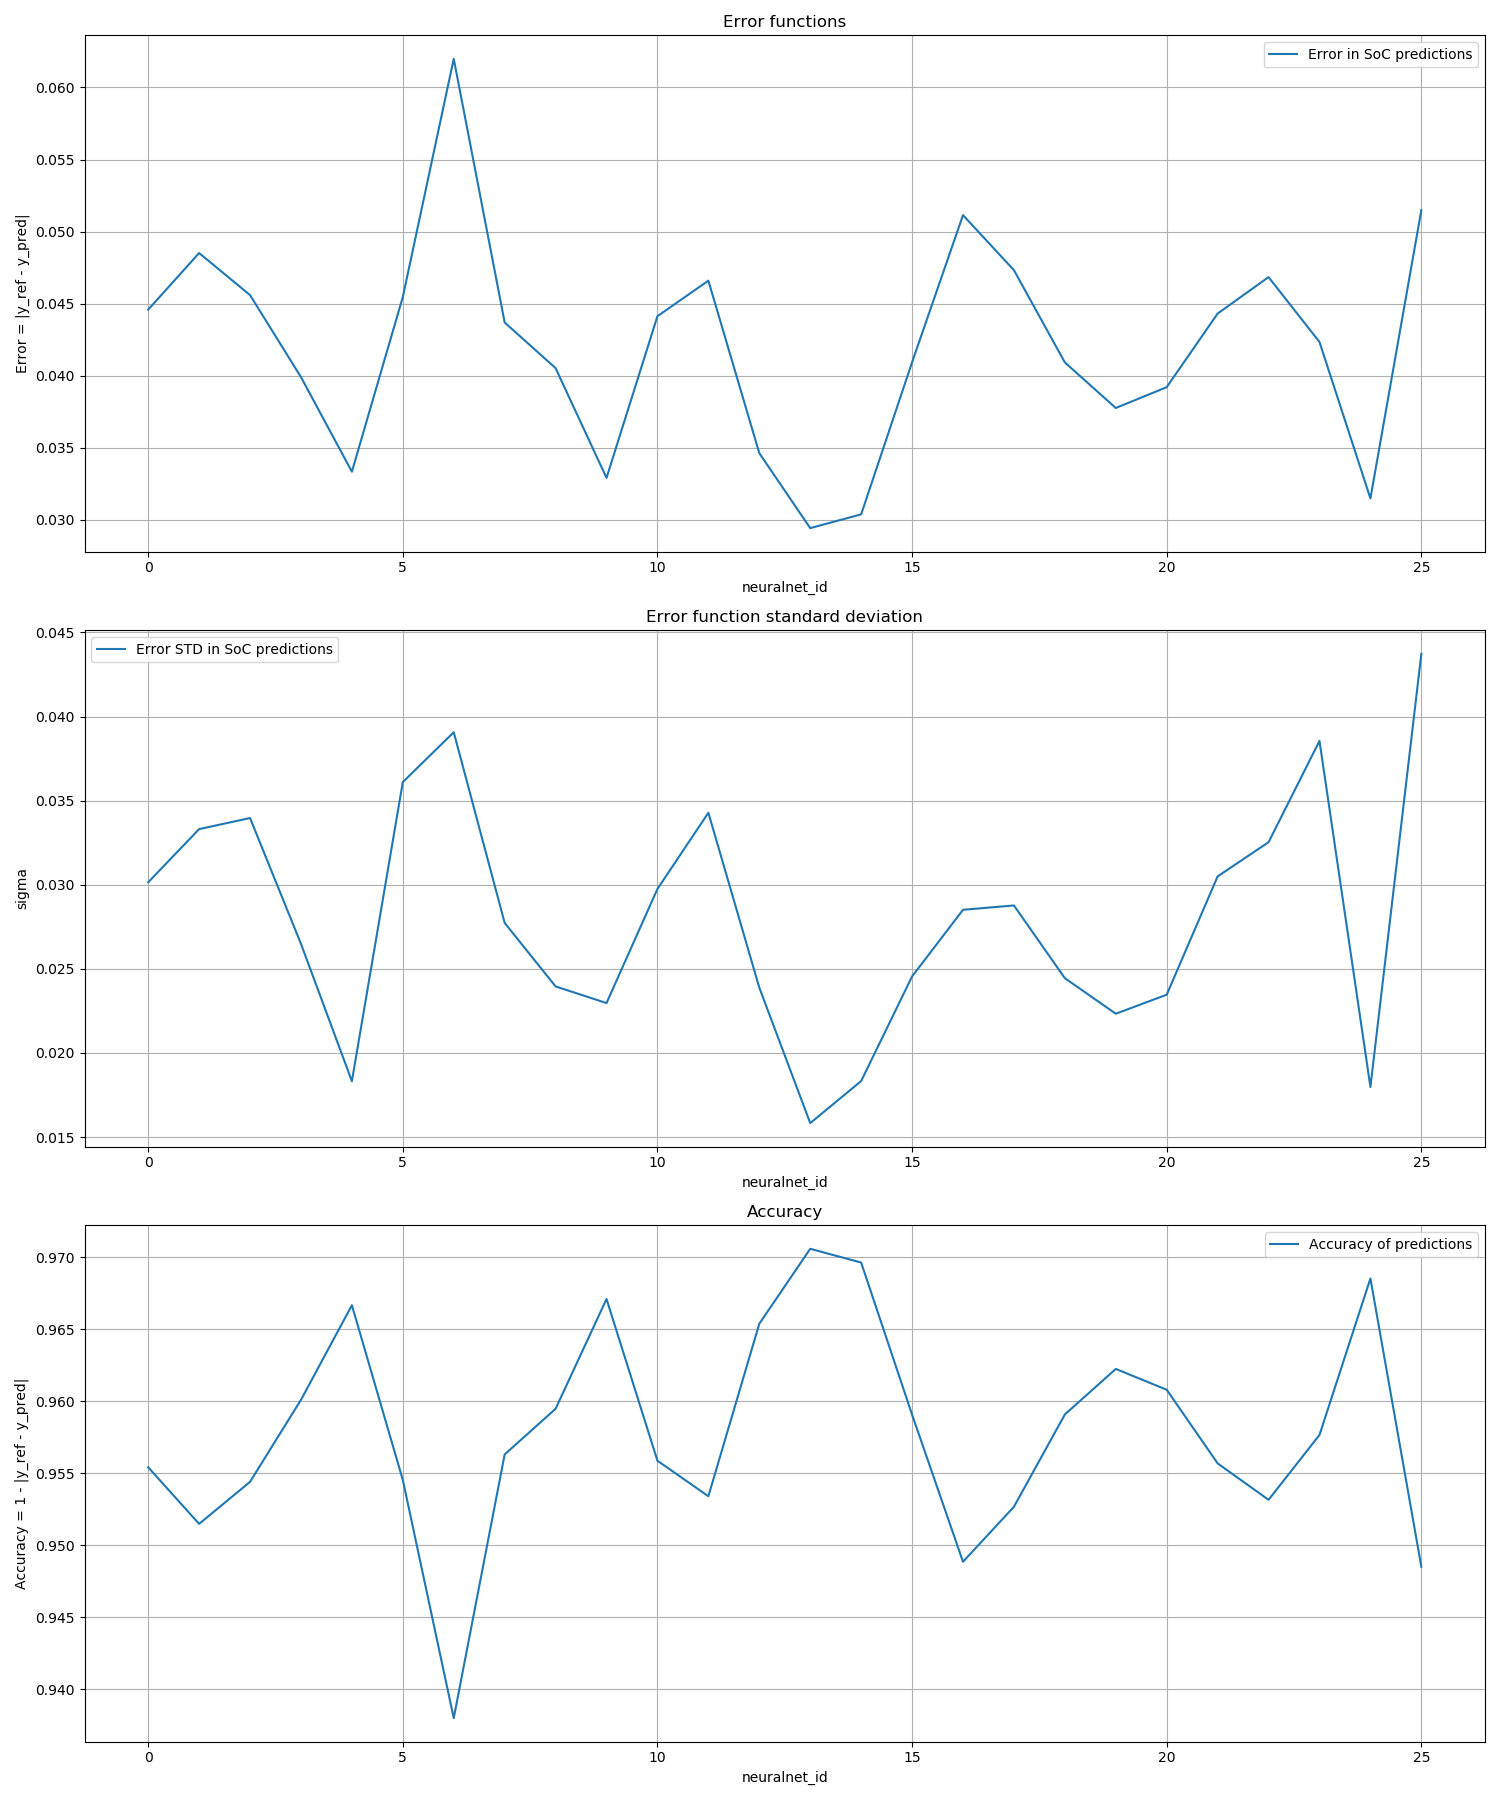 Error functions
Error in SoC predictions
0.060
0.055
0.050
0.045
0.040
0.035
0.030
Error = |y_ref - y_pred|
0 5 10 15 20 25
neuralnet_id
Error function standard deviation
Error STD in SoC predictions
0.045
0.040
0.035
0.030
0.025
0.020
0.015
sigma
0 5 10 15 20 25
neuralnet_id
Accuracy
Accuracy of predictions
0.970
0.965
0.960
0.955
0.950
0.945
0.940
Accuracy = 1 - |y_ref - y_pred|
0 5 10 15 20 25
neuralnet_id